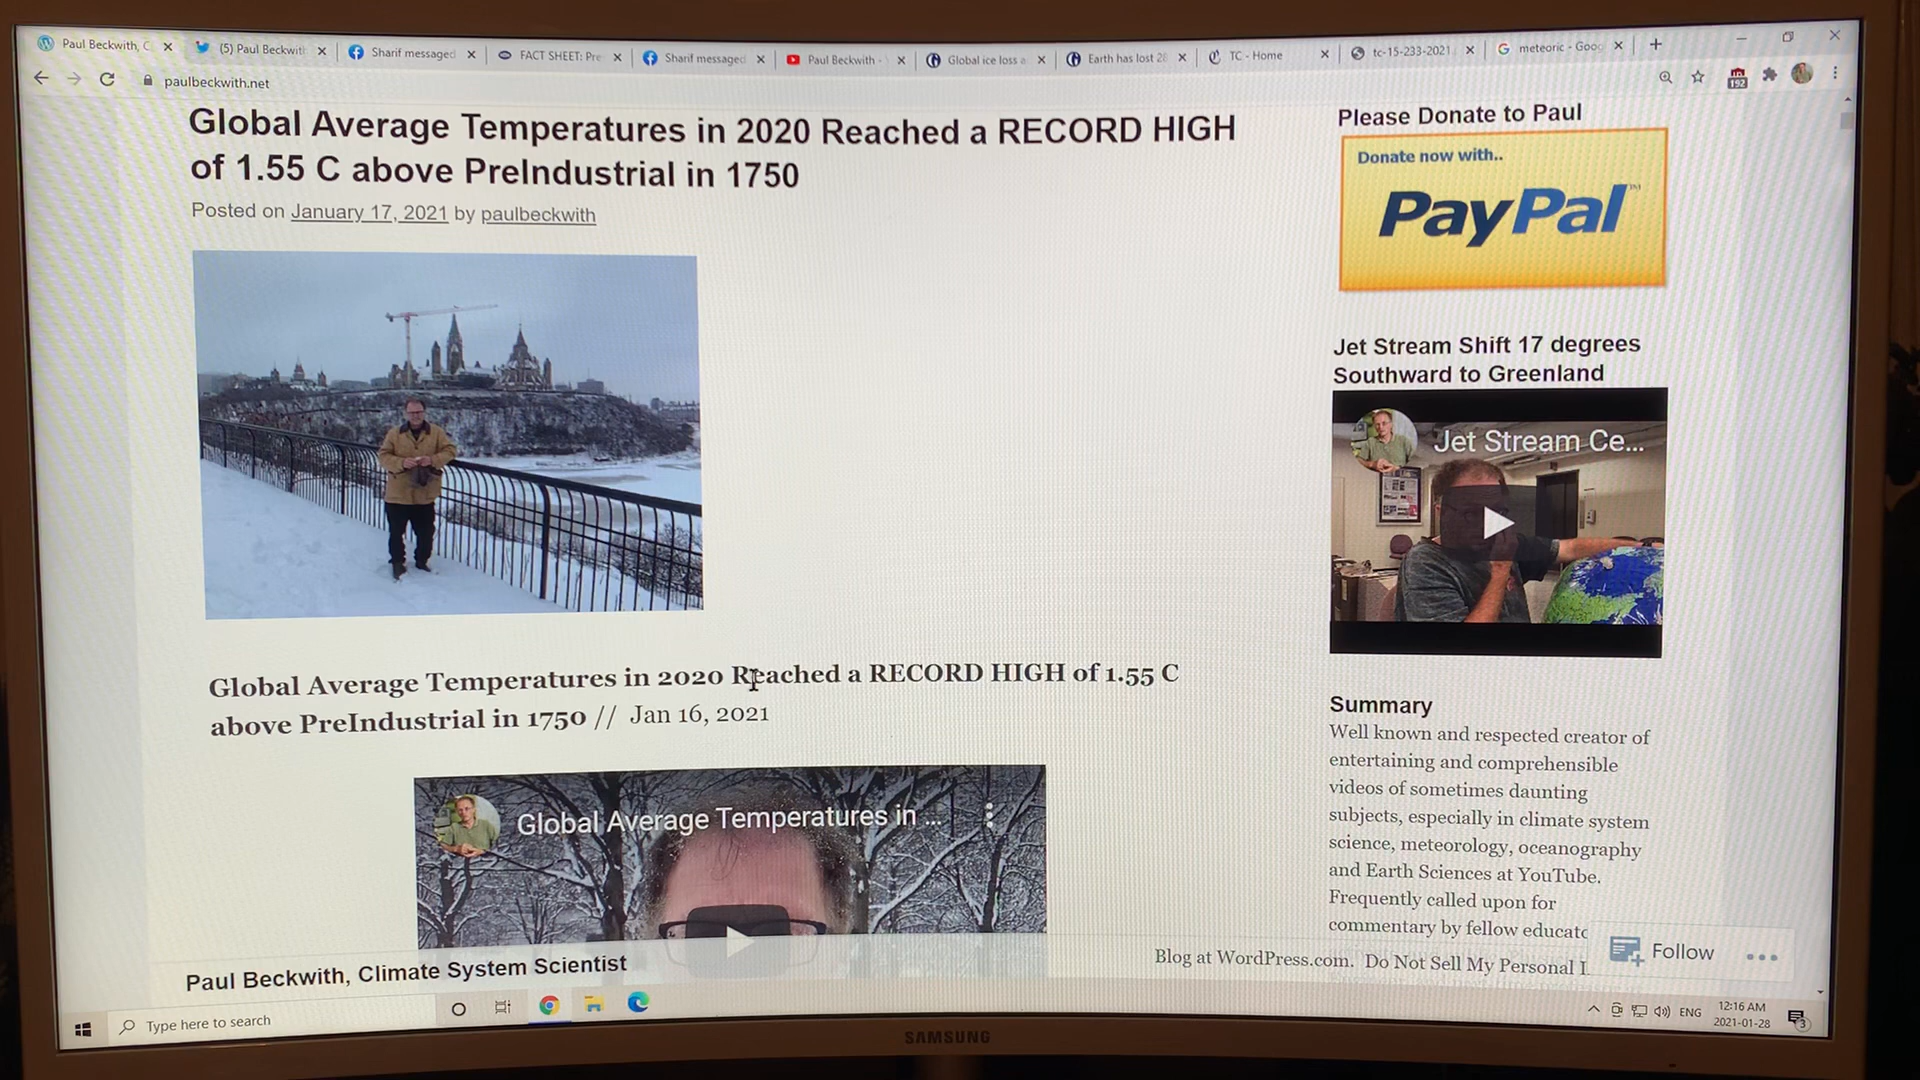 Paul Beckwith, C
(5) Paul Beckwith
Sharif messaged
FACT SHEET: Pre
Sharif messaged
Paul Beckwith -
Global ice loss a
Earth has lost 28
TC - Home
tc-15-233-2021
meteoric - Goog
paulbeckwith.net
192
Global Average Temperatures in 2020 Reached a RECORD HIGH
of 1.55 C above PreIndustrial in 1750
Posted on January 17, 2021 by paulbeckwith
Please Donate to Paul
Donate now with..
PayPal™
Jet Stream Shift 17 degrees
Southward to Greenland
Jet Stream Ce...
Global Average Temperatures in 2020 Reached a RECORD HIGH of 1.55 C
above PreIndustrial in 1750 // Jan 16, 2021
Global Average Temperatures in ...
Summary
Well known and respected creator of
entertaining and comprehensible
videos of sometimes daunting
subjects, especially in climate system
science, meteorology, oceanography
and Earth Sciences at YouTube.
Frequently called upon for
commentary by fellow educato
Follow
Paul Beckwith, Climate System Scientist
Blog at WordPress.com. Do Not Sell My Personal I
Type here to search
ENG
12:16 AM
2021-01-28
3
SAMSUNG